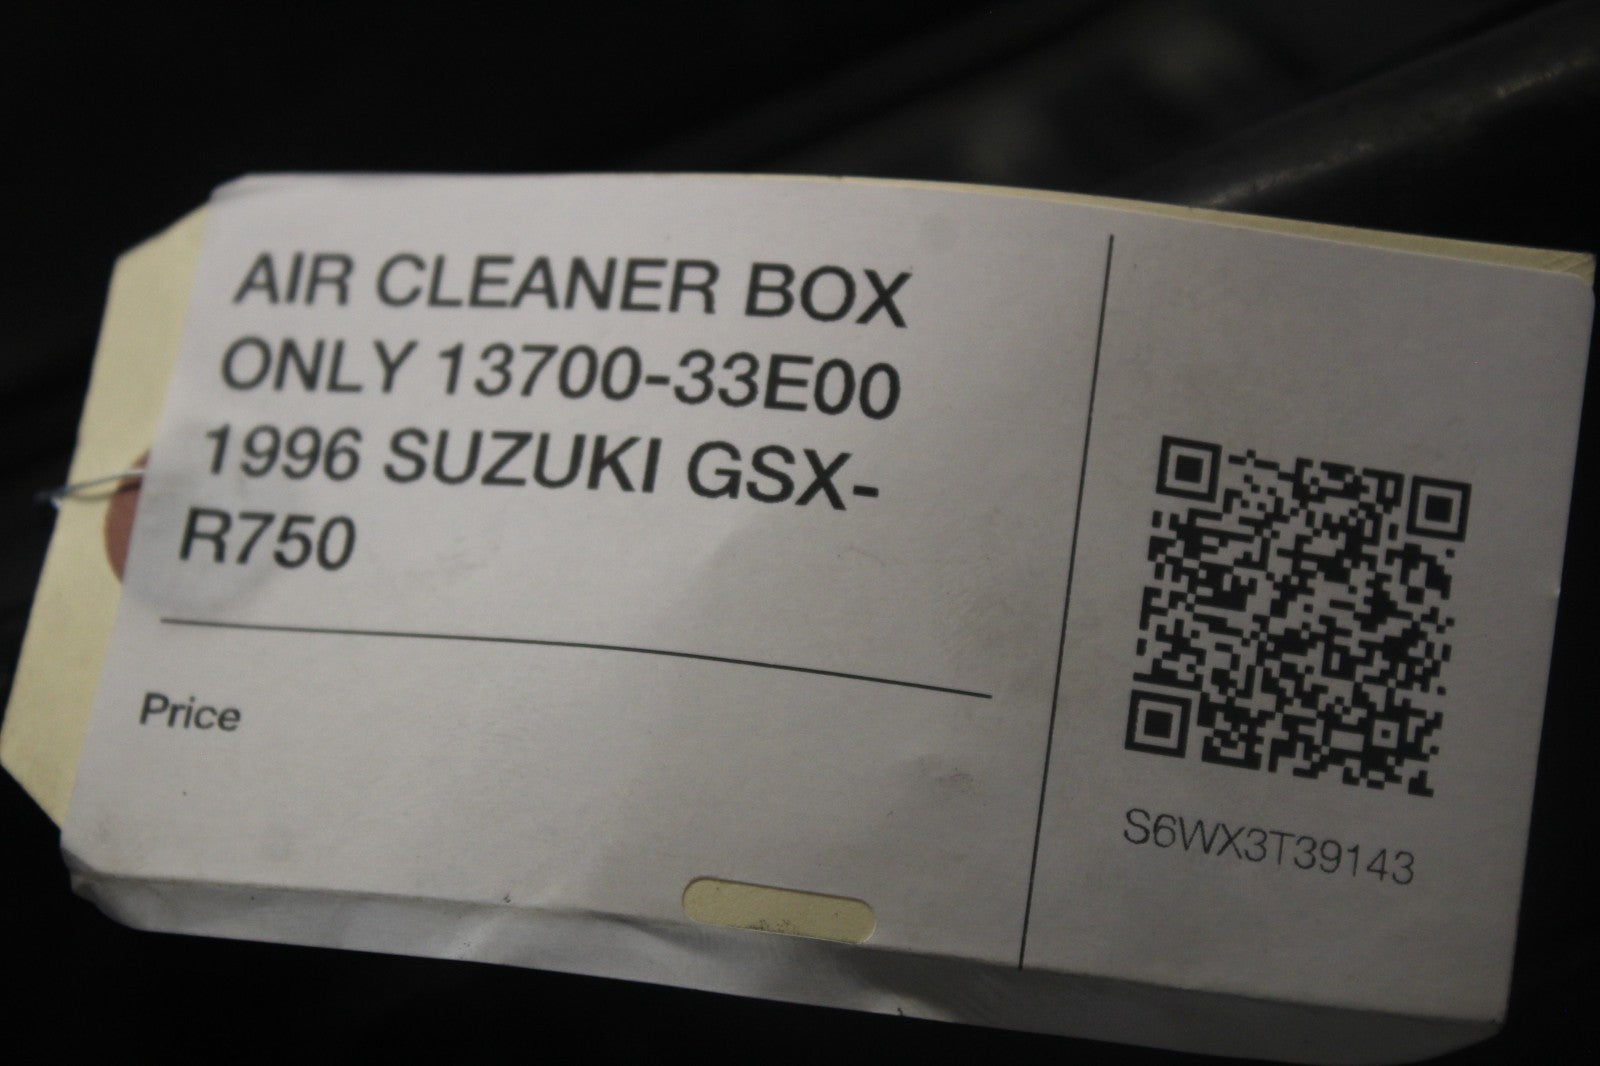 AIR CLEANER BOX
ONLY 13700-33E00
1996 SUZUKI GSX-
R750
Price
S6WX3T39143